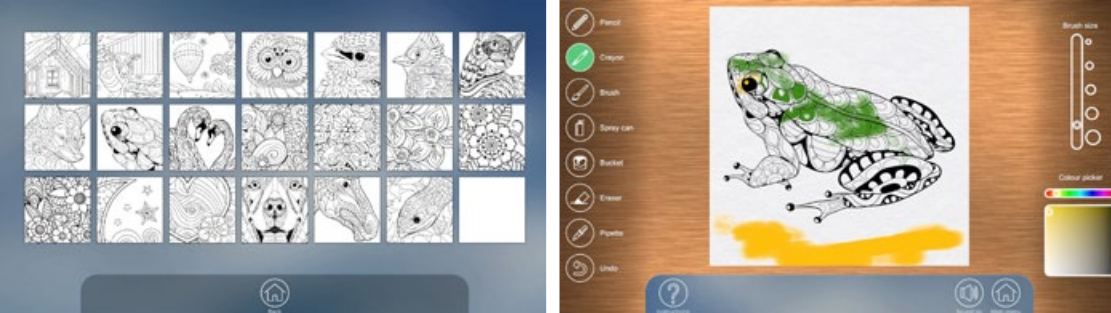 Pencil
Crayon
Brush
Spray can
Bucket
Eraser
Pipette
Undo
Brush size
Colour picker